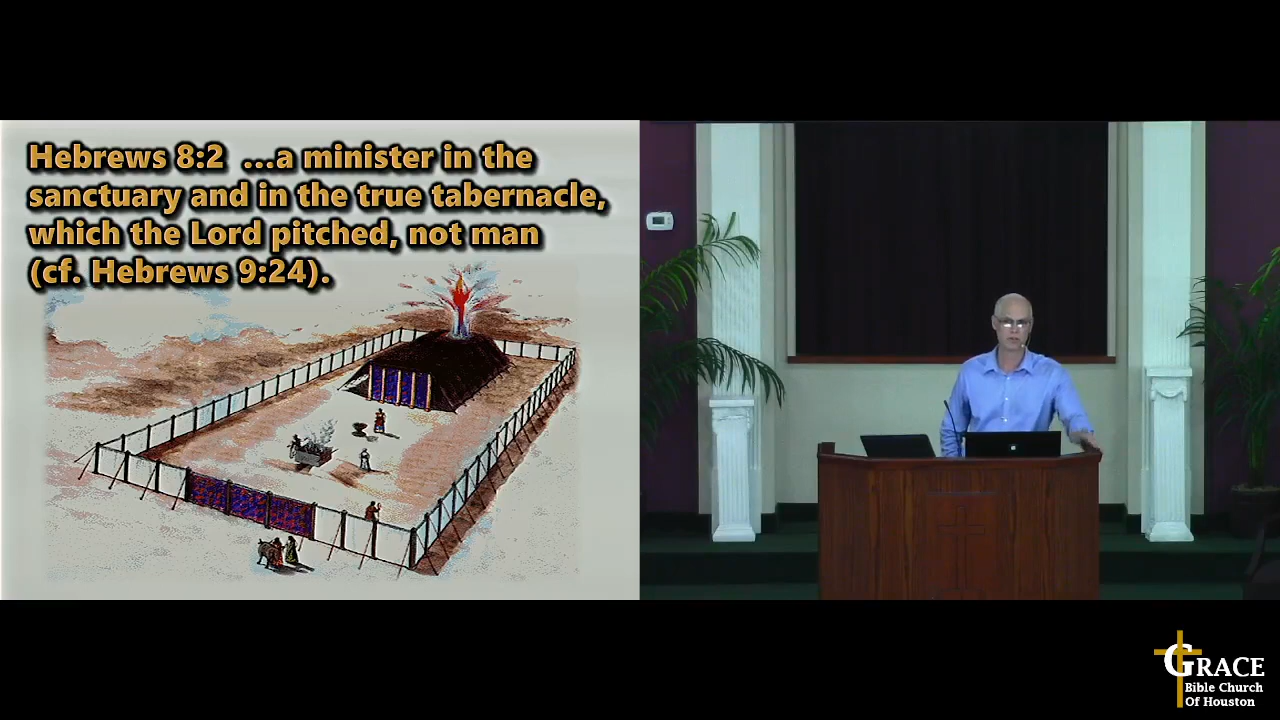 Hebrews 8:2 ...a minister in the
sanctuary and in the true tabernacle,
which the Lord pitched, not man
(cf. Hebrews 9:24).
GRACE
Bible Church
Of Houston